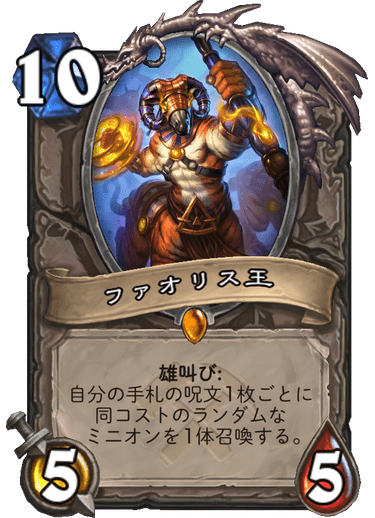 10
ファオリス王
雄叫び:
自分の手札の呪文1枚ごとに
同コストのランダムな
ミニオンを1体召喚する。
5
5